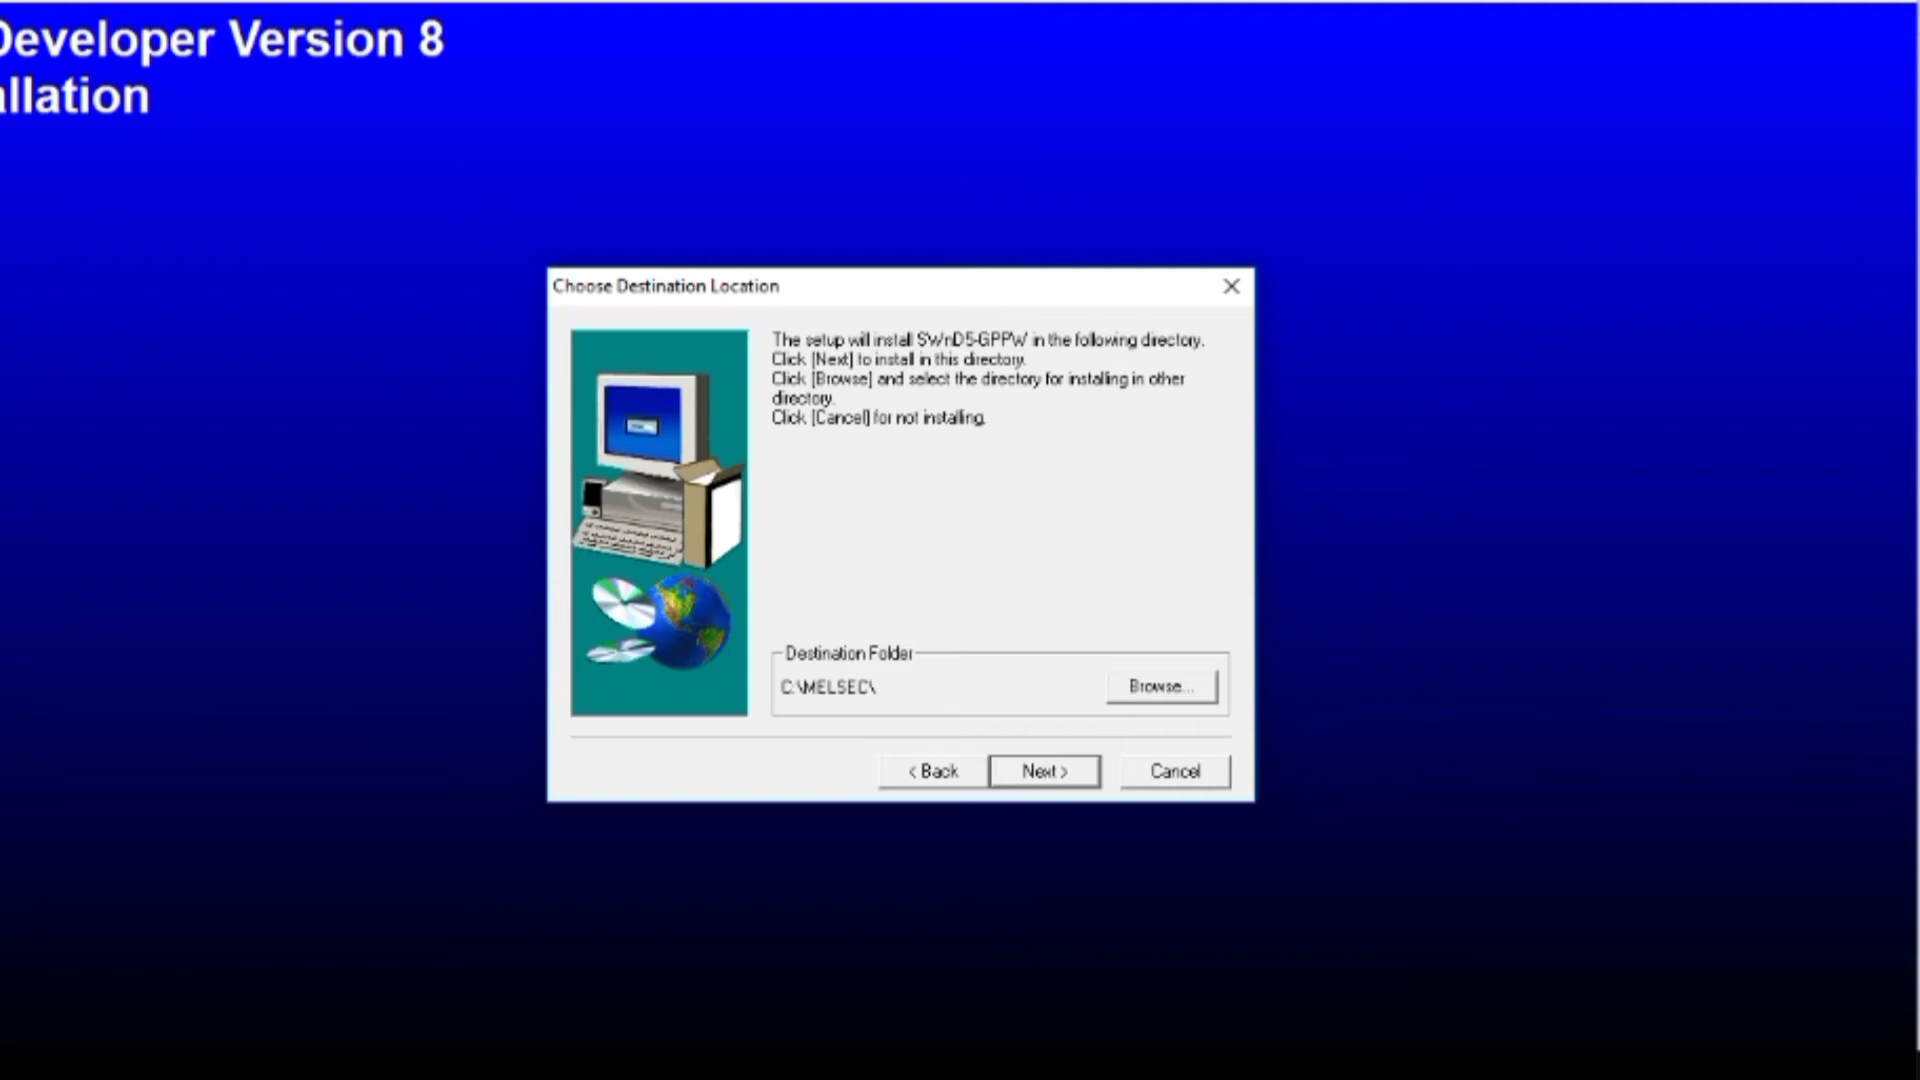 Developer Version 8
allation
Choose Destination Location
The setup will install SWnD5-GPPW in the following directory.
Click [Next] to install in this directory.
Click [Browse] and select the directory for installing in other
directory.
Click [Cancel] for not installing.
Destination Folder
C:\MELSEC\
Browse...
< Back
Next >
Cancel